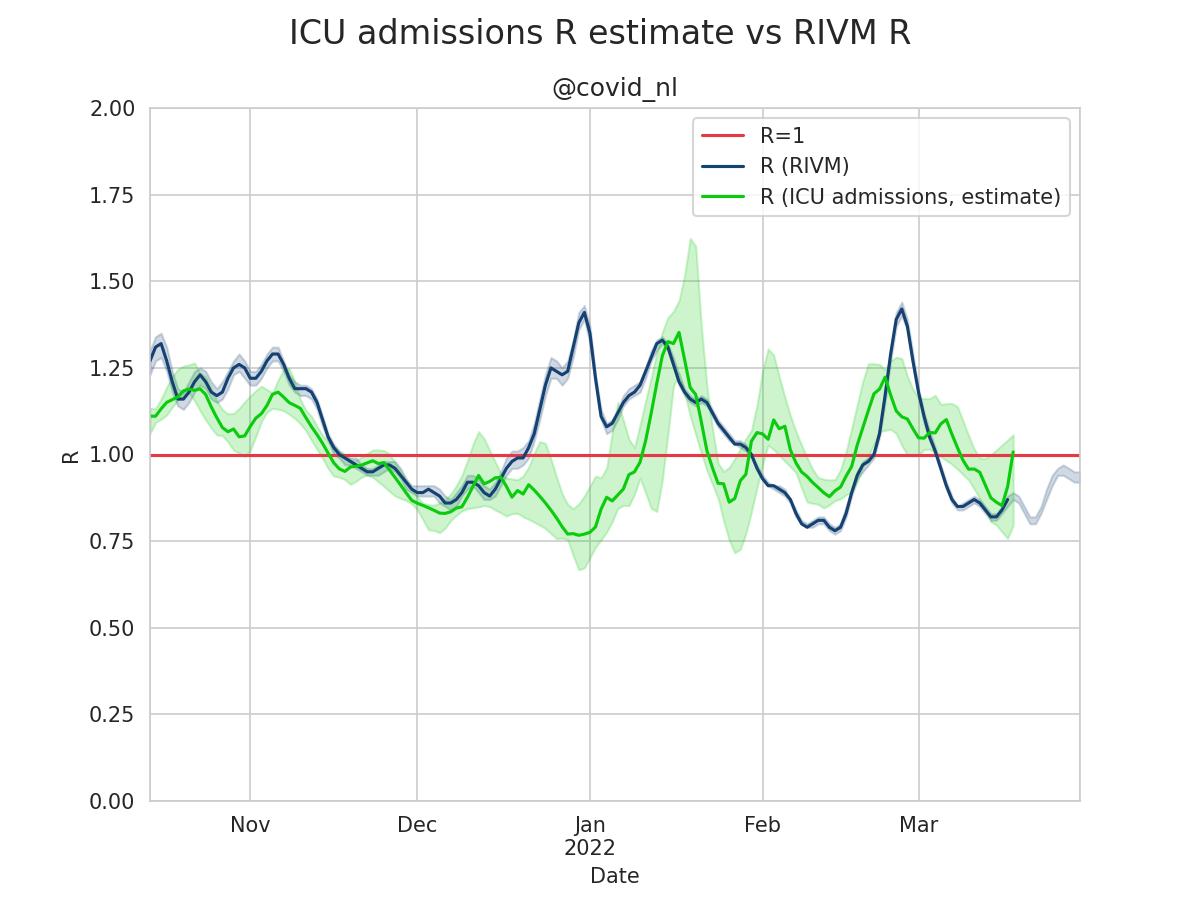 ICU admissions R estimate vs RIVM R
@covid_nl
R=1
R (RIVM)
R (ICU admissions, estimate)
2.00
1.75
1.50
1.25
1.00
0.75
0.50
0.25
0.00
R
Nov
Dec
Jan
2022
Feb
Mar
Date